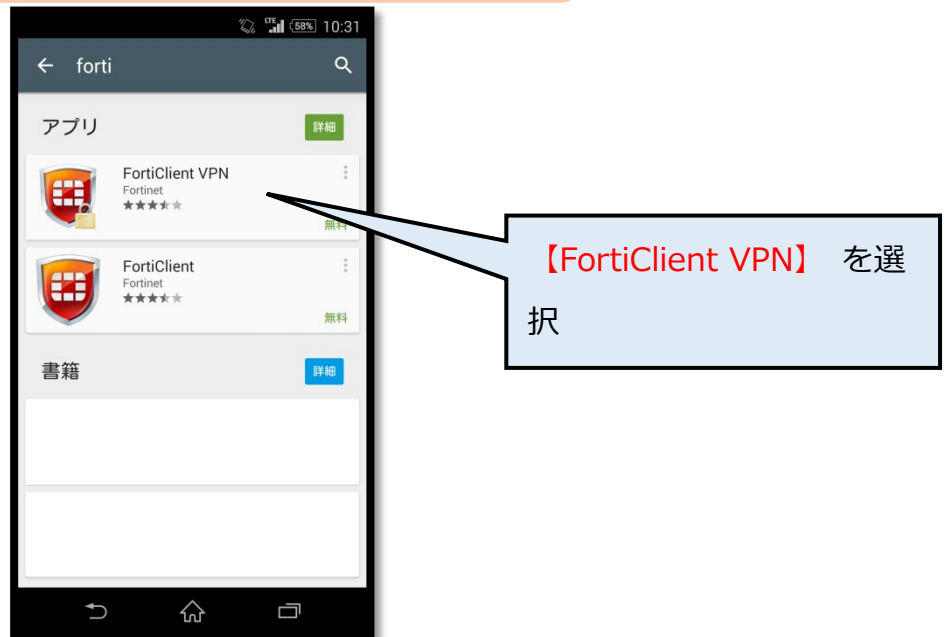 LTE 58% 10:31
forti
アプリ 詳細
FortiClient VPN
Fortinet
無料
FortiClient
Fortinet
無料
書籍 詳細
【FortiClient VPN】 を選
択